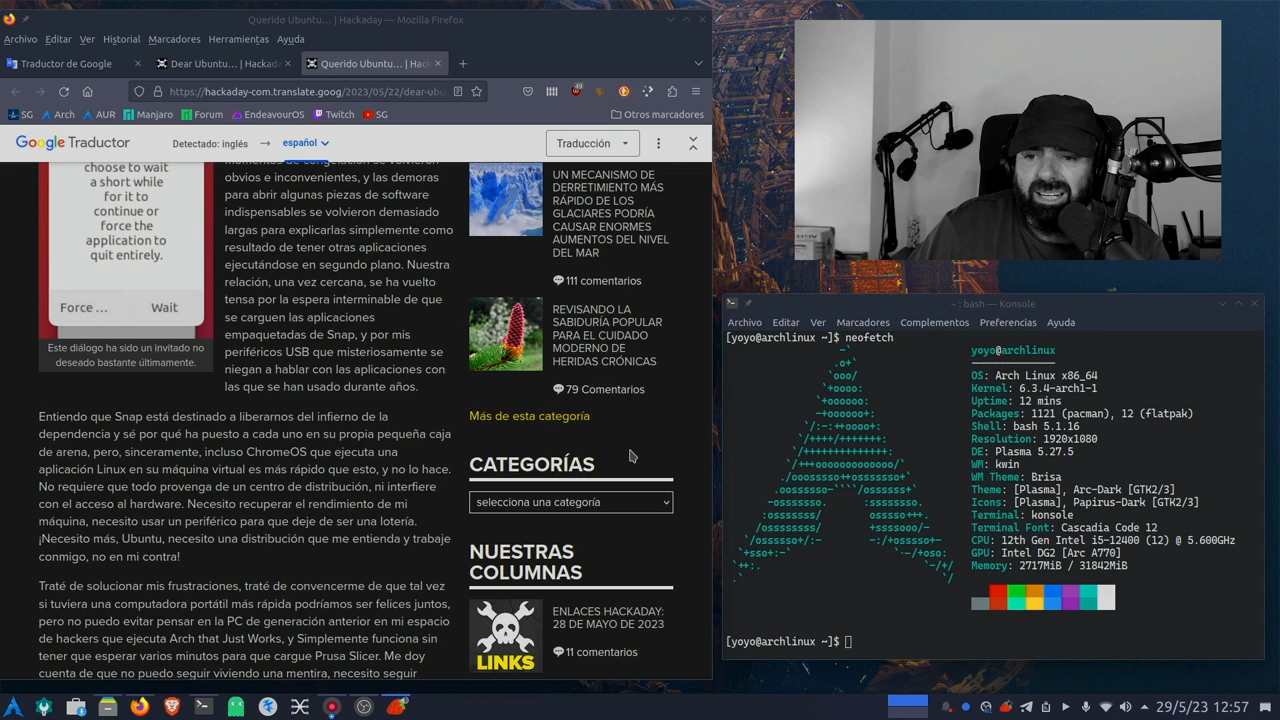 Querido Ubuntu… | Hackaday — Mozilla Firefox
Archivo Editar Ver Historial Marcadores Herramientas Ayuda
Traductor de Google
Dear Ubuntu… | Hackad
Querido Ubuntu… | Hack
https://hackaday-com.translate.goog/2023/05/22/dear-ubu
49
SG Arch AUR Manjaro Forum EndeavourOS Twitch SG Otros marcadores
Google Traductor Detectado: inglés → español Traducción
choose to wait
a short while
for it to
continue or
force the
application to
quit entirely.
Force ... Wait
Este diálogo ha sido un invitado no
deseado bastante últimamente.
momentos de congelación se volvieron
obvios e inconvenientes, y las demoras
para abrir algunas piezas de software
indispensables se volvieron demasiado
largas para explicarlas simplemente como
resultado de tener otras aplicaciones
ejecutándose en segundo plano. Nuestra
relación, una vez cercana, se ha vuelto
tensa por la espera interminable de que
se carguen las aplicaciones
empaquetadas de Snap, y por mis
periféricos USB que misteriosamente se
niegan a hablar con las aplicaciones con
las que se han usado durante años.
Entiendo que Snap está destinado a liberarnos del infierno de la
dependencia y sé por qué ha puesto a cada uno en su propia pequeña caja
de arena, pero, sinceramente, incluso ChromeOS que ejecuta una
aplicación Linux en su máquina virtual es más rápido que esto, y no lo hace.
No requiere que todo provenga de un centro de distribución, ni interfiere
con el acceso al hardware. Necesito recuperar el rendimiento de mi
máquina, necesito usar un periférico para que deje de ser una lotería.
¡Necesito más, Ubuntu, necesito una distribución que me entienda y trabaje
conmigo, no en mi contra!
Traté de solucionar mis frustraciones, traté de convencerme de que tal vez
si tuviera una computadora portátil más rápida podríamos ser felices juntos,
pero no puedo evitar pensar en la PC de generación anterior en mi espacio
de hackers que ejecuta Arch that Just Works, y Simplemente funciona sin
tener que esperar varios minutos para que cargue Prusa Slicer. Me doy
cuenta de que no puedo seguir viviendo una mentira, necesito seguir
UN MECANISMO DE
DERRETIMIENTO MÁS
RÁPIDO DE LOS
GLACIARES PODRÍA
CAUSAR ENORMES
AUMENTOS DEL NIVEL
DEL MAR
111 comentarios
REVISANDO LA
SABIDURÍA POPULAR
PARA EL CUIDADO
MODERNO DE
HERIDAS CRÓNICAS
79 Comentarios
Más de esta categoría
CATEGORÍAS
selecciona una categoría
NUESTRAS
COLUMNAS
LINKS
ENLACES HACKADAY:
28 DE MAYO DE 2023
11 comentarios
~ : bash — Konsole
Archivo Editar Ver Marcadores Complementos Preferencias Ayuda
[yoyo@archlinux ~]$ neofetch
yoyo@archlinux
OS: Arch Linux x86_64
Kernel: 6.3.4-arch1-1
Uptime: 12 mins
Packages: 1121 (pacman), 12 (flatpak)
Shell: bash 5.1.16
Resolution: 1920x1080
DE: Plasma 5.27.5
WM: kwin
WM Theme: Brisa
Theme: [Plasma], Arc-Dark [GTK2/3]
Icons: [Plasma], Papirus-Dark [GTK2/3]
Terminal: konsole
Terminal Font: Cascadia Code 12
CPU: 12th Gen Intel i5-12400 (12) @ 5.600GHz
GPU: Intel DG2 [Arc A770]
Memory: 2717MiB / 31842MiB
[yoyo@archlinux ~]$
29/5/23 12:57